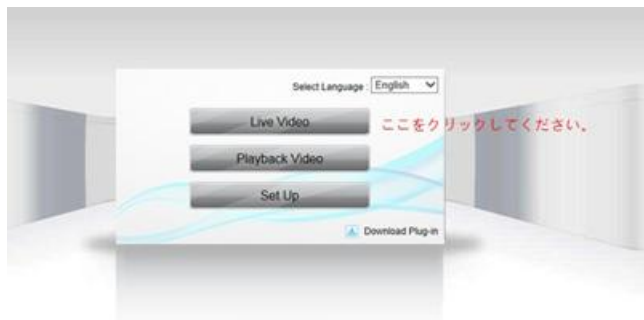 Select Language : English
Live Video
ここをクリックしてください。
Playback Video
Set Up
Download Plug-in